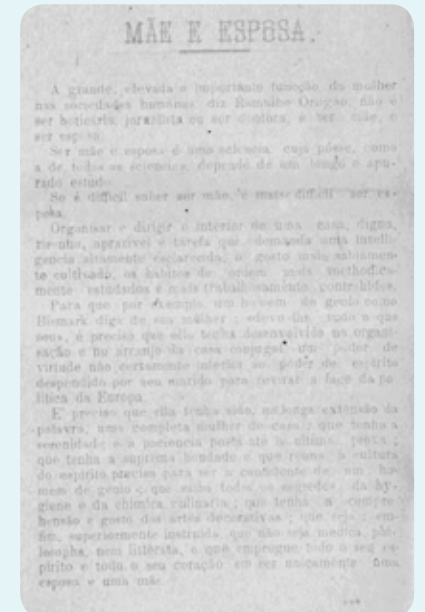 MÃE E ESPOSA.
A grande, elevada e importante funcção da mulher
nas sociedades humanas, diz Ramalho Ortigão, não é
ser boticaria, jornalista ou ser doutora, é ser mãe, e
ser esposa.
Ser mãe e esposa é uma sciencia cuja posse, como
a de todas as sciencias, depende de um longo e apu-
rado estudo.
Se é difficil saber ser mãe, é mais difficil ser es-
posa.
Organisar e dirigir o interior de uma casa, digna,
aprazivel é tarefa que demanda uma intelli-
gencia altamente esclarecida, o gosto mais sabiamen-
te cultivado, os habitos de ordem mais methodica-
mente estudados e mais trabalhosamente contrahidos.
Para que por exemplo um homem de genio como
Bismark diga de sua mulher: devo-lhe tudo o que
sou, é preciso que ella tenha desenvolvido na organi-
sação e no arranjo da casa conjugal um poder de
virtude não certamente inferior ao poder de espirito
despendido por seu marido para revirar a face da po-
litica da Europa.
E' preciso que ella tenha sido, na longa extensão da
palavra, uma completa mulher de casa; que tenha a
serenidade e a paciencia posta até à ultima prova;
que tenha a suprema bondade e que reuna a cultura
do espirito precisa para ser a confidente de um ho-
mem de genio; que saiba todos os segredos da hy-
giene e da chimica culinaria; que tenha a compre-
hensão e gosto das artes decorativas; que seja, em-
fim, superiormente instruida, que não seja medica, phi-
losopha, nem litterata, e que empregue todo o seu es-
pirito e todo o seu coração em ser unicamente uma
esposa e uma mãe.
***